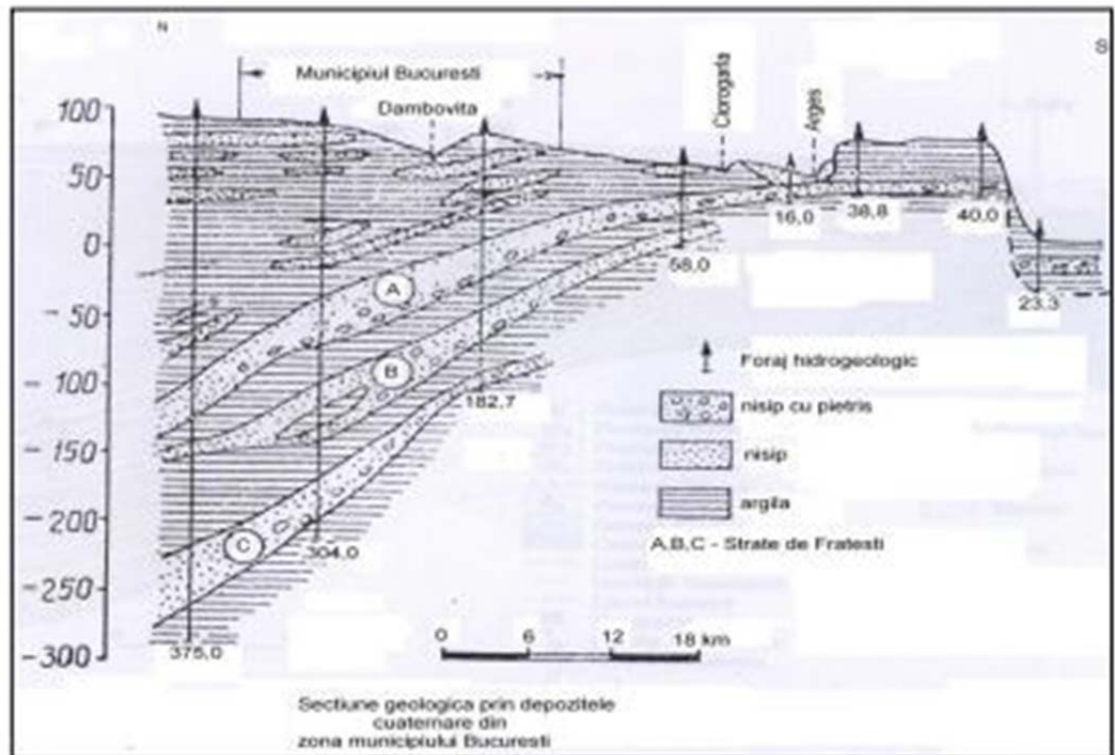 N
S
Municipiul Bucuresti
Dambovita
Ciorogarla
Arges
100
50
0
- 50
- 100
- 150
- 200
- 250
- 300
A
B
C
16,0
38,8
40,0
58,0
23,3
182,7
304,0
375,0
Foraj hidrogeologic
nisip cu pietris
nisip
argila
A,B,C - Strate de Fratesti
0 6 12 18 km
Sectiune geologica prin depozitele
cuaternare din
zona municipiului Bucuresti